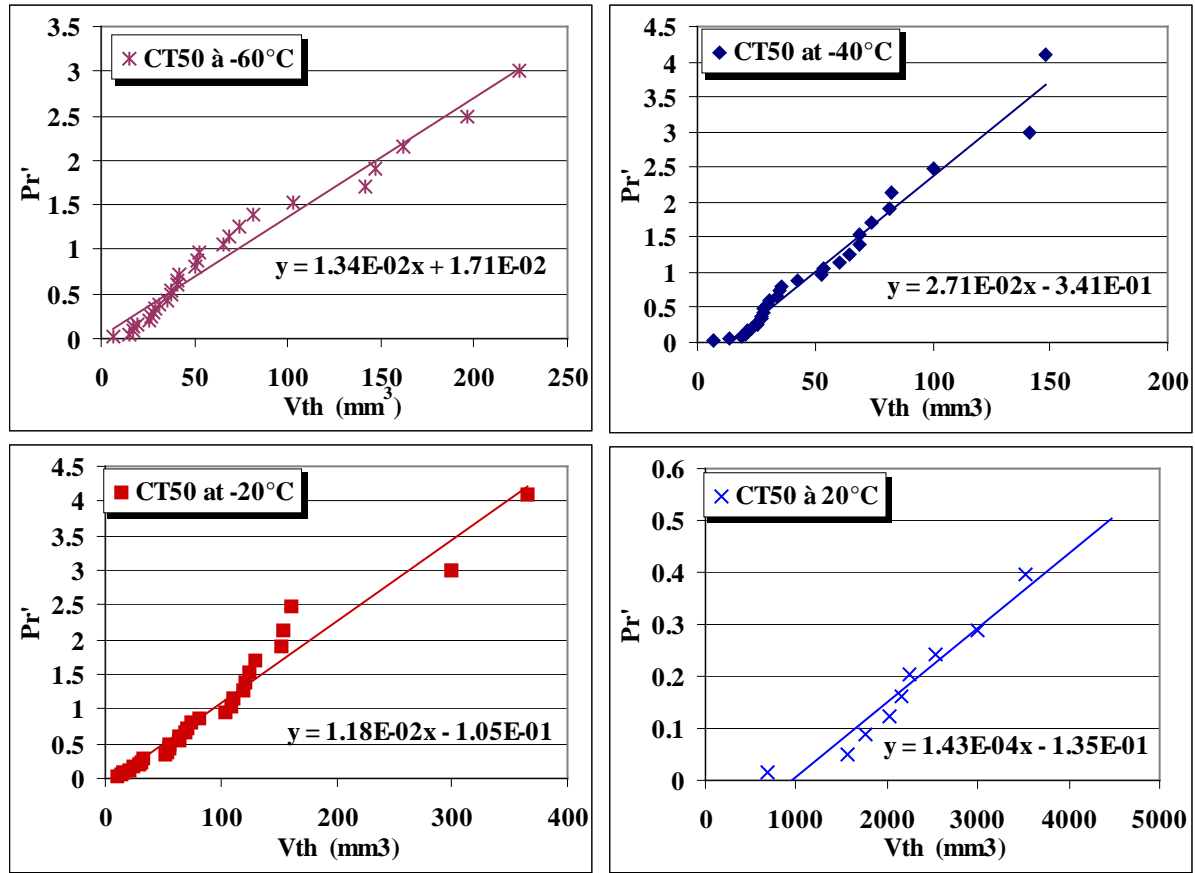 CT50 à -60°C
3.5
3
2.5
2
1.5
1
0.5
0
Pr'
y = 1.34E-02x + 1.71E-02
0 50 100 150 200 250
Vth (mm³)
CT50 at -40°C
4.5
4
3.5
3
2.5
2
1.5
1
0.5
0
Pr'
y = 2.71E-02x - 3.41E-01
0 50 100 150 200
Vth (mm3)
CT50 at -20°C
4.5
4
3.5
3
2.5
2
1.5
1
0.5
0
Pr'
y = 1.18E-02x - 1.05E-01
0 100 200 300 400
Vth (mm3)
CT50 à 20°C
0.6
0.5
0.4
0.3
0.2
0.1
0
Pr'
y = 1.43E-04x - 1.35E-01
0 1000 2000 3000 4000 5000
Vth (mm3)